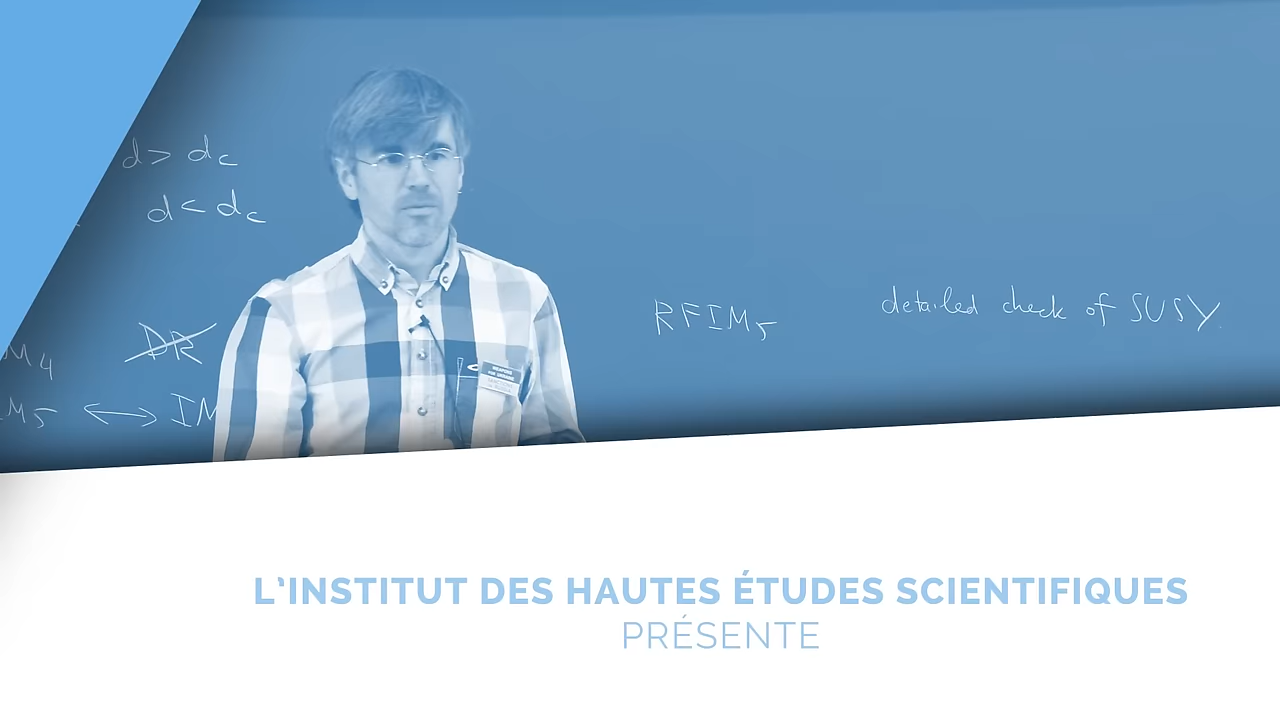 d > dc
d < dc
RFIM5
detailed check of SUSY.
DR
M4
M5 ⟷ IM
L'INSTITUT DES HAUTES ÉTUDES SCIENTIFIQUES
PRÉSENTE